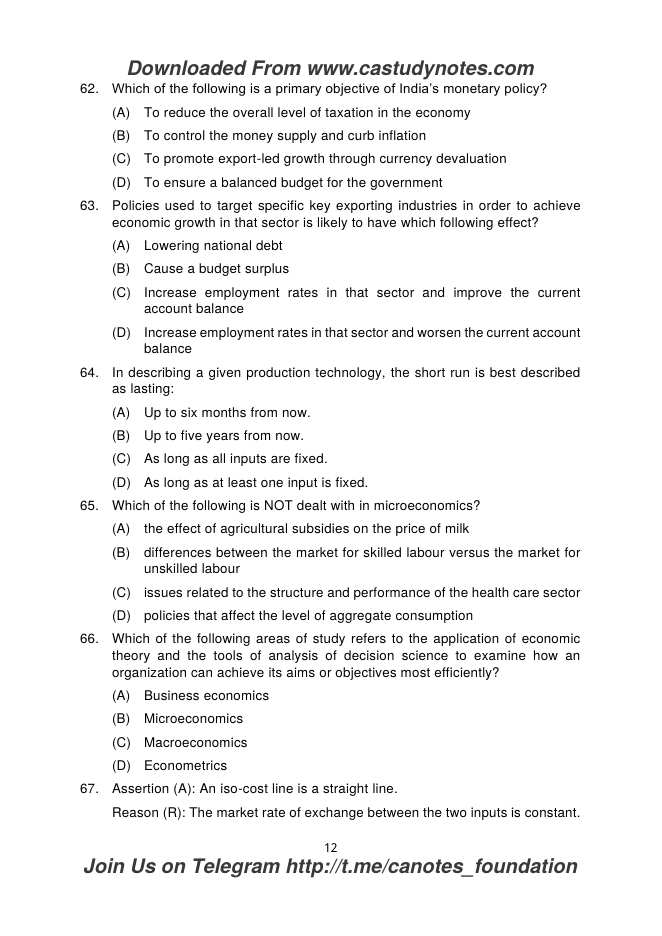 Downloaded From www.castudynotes.com
62. Which of the following is a primary objective of India's monetary policy?
(A) To reduce the overall level of taxation in the economy
(B) To control the money supply and curb inflation
(C) To promote export-led growth through currency devaluation
(D) To ensure a balanced budget for the government
63. Policies used to target specific key exporting industries in order to achieve
economic growth in that sector is likely to have which following effect?
(A) Lowering national debt
(B) Cause a budget surplus
(C) Increase employment rates in that sector and improve the current
account balance
(D) Increase employment rates in that sector and worsen the current account
balance
64. In describing a given production technology, the short run is best described
as lasting:
(A) Up to six months from now.
(B) Up to five years from now.
(C) As long as all inputs are fixed.
(D) As long as at least one input is fixed.
65. Which of the following is NOT dealt with in microeconomics?
(A) the effect of agricultural subsidies on the price of milk
(B) differences between the market for skilled labour versus the market for
unskilled labour
(C) issues related to the structure and performance of the health care sector
(D) policies that affect the level of aggregate consumption
66. Which of the following areas of study refers to the application of economic
theory and the tools of analysis of decision science to examine how an
organization can achieve its aims or objectives most efficiently?
(A) Business economics
(B) Microeconomics
(C) Macroeconomics
(D) Econometrics
67. Assertion (A): An iso-cost line is a straight line.
Reason (R): The market rate of exchange between the two inputs is constant.
12
Join Us on Telegram http://t.me/canotes_foundation